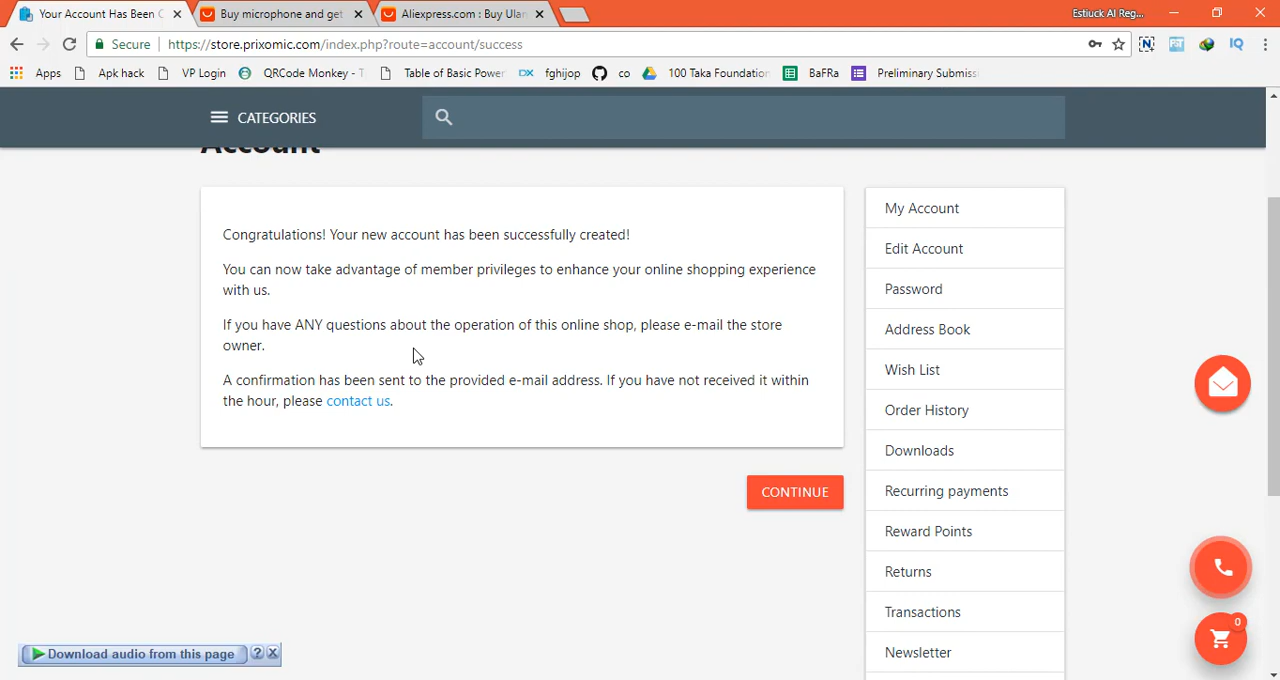 Your Account Has Been C
Buy microphone and get
Aliexpress.com : Buy Ulan
Estiuck Al Reg...
Secure
https://store.prixomic.com/index.php?route=account/success
IQ
Apps
Apk hack
VP Login
QRCode Monkey - T
Table of Basic Power
DX
fghijop
co
100 Taka Foundation
BaFRa
Preliminary Submiss
CATEGORIES
Account
Congratulations! Your new account has been successfully created!
You can now take advantage of member privileges to enhance your online shopping experience
with us.
If you have ANY questions about the operation of this online shop, please e-mail the store
owner.
A confirmation has been sent to the provided e-mail address. If you have not received it within
the hour, please contact us.
CONTINUE
My Account
Edit Account
Password
Address Book
Wish List
Order History
Downloads
Recurring payments
Reward Points
Returns
Transactions
Newsletter
0
Download audio from this page
? X